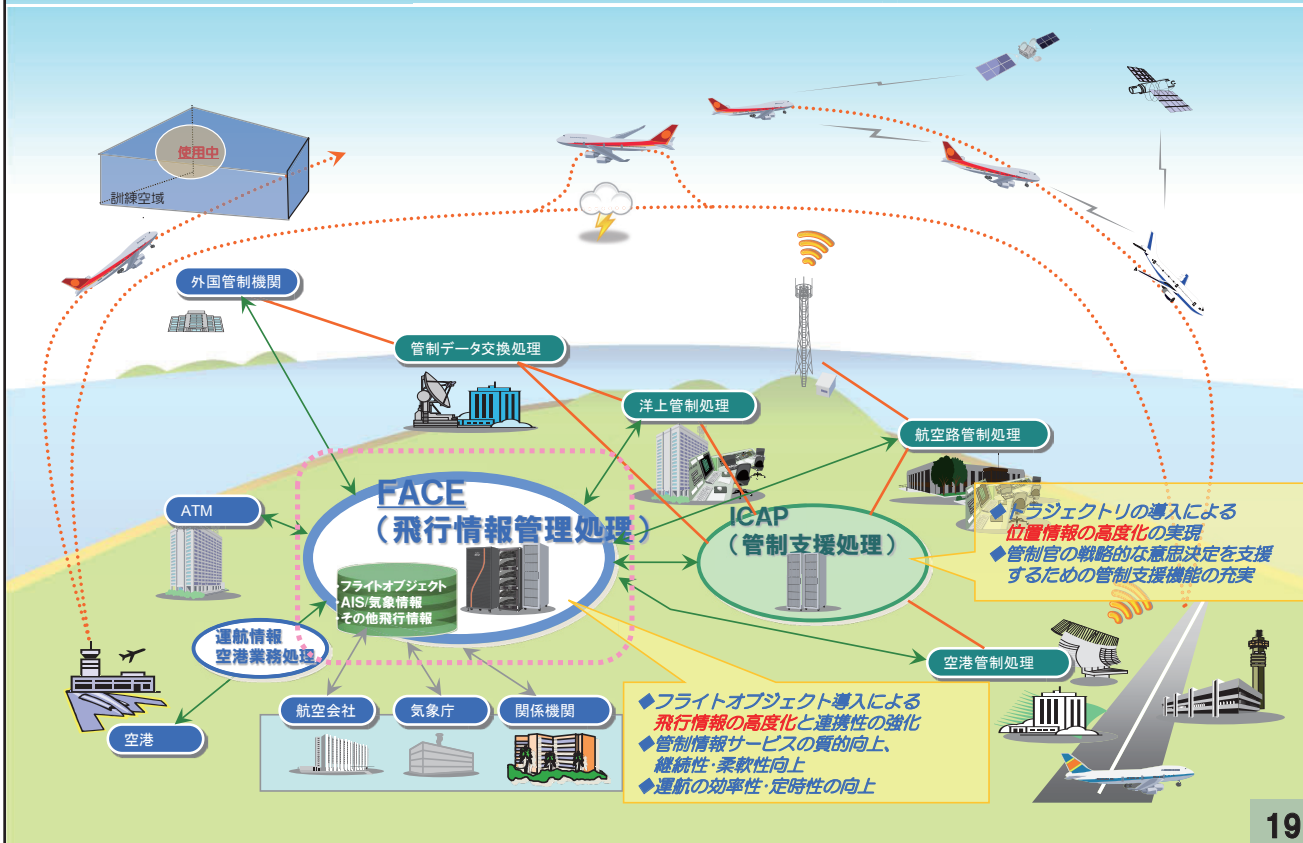 使用中
訓練空域
外国管制機関
管制データ交換処理
洋上管制処理
航空路管制処理
FACE
(飛行情報管理処理)
ATM
ICAP
(管制支援処理)
◆トラジェクトリの導入による
位置情報の高度化の実現
◆管制官の戦略的な意思決定を支援
するための管制支援機能の充実
・フライトオブジェクト
・AIS/気象情報
・その他飛行情報
運航情報
空港業務処理
空港管制処理
航空会社
気象庁
関係機関
空港
◆フライトオブジェクト導入による
飛行情報の高度化と連携性の強化
◆管制情報サービスの質的向上、
継続性・柔軟性向上
◆運航の効率性・定時性の向上
19